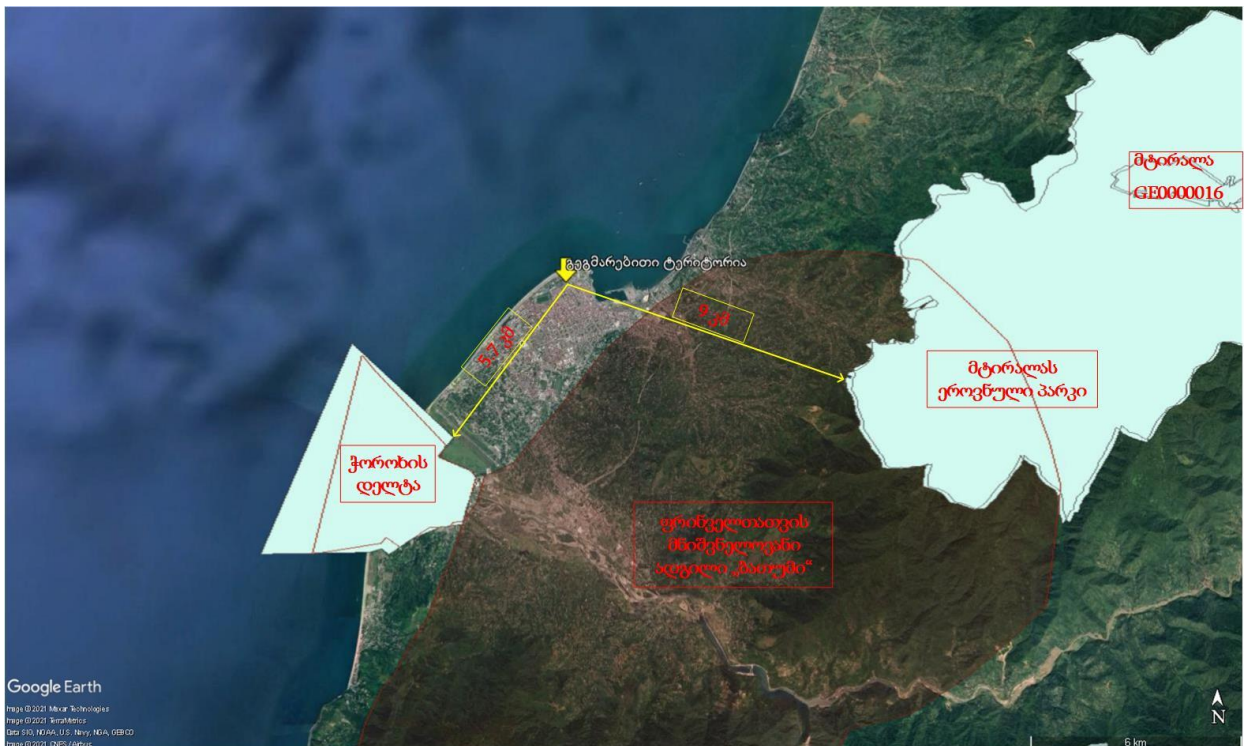 მტირალა
GE0000016
გეგმარებითი ტერიტორია
9 კმ
5.7 კმ
მტირალას
ეროვნული პარკი
ჭოროხის
დელტა
ფრინველთათვის
მნიშვნელოვანი
ადგილი „ბათუმი“
Google Earth
Image © 2021 Maxar Technologies
Image © 2021 TerraMetrics
Data SIO, NOAA, U.S. Navy, NGA, GEBCO
Image © 2021 CNES / Airbus
N
6 km